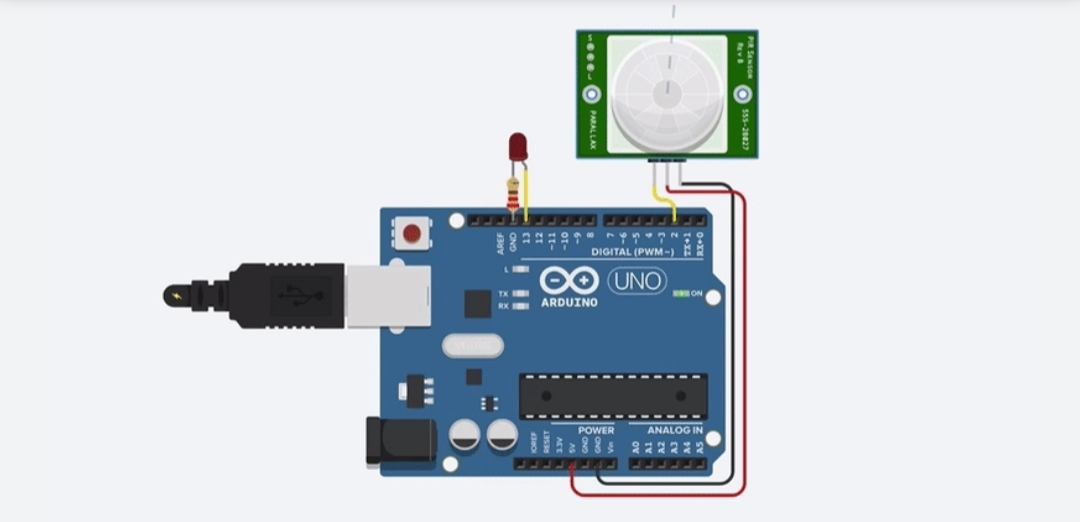 PIR SENSOR
Rev B
PARALLAX
555-28027
AREF
GND
13
12
~11
~10
~9
8
7
~6
~5
4
~3
2
TX→1
RX←0
DIGITAL (PWM~)
L
TX
RX
UNO
ON
ARDUINO
POWER
ANALOG IN
IOREF
RESET
3.3V
5V
GND
GND
Vin
A0
A1
A2
A3
A4
A5